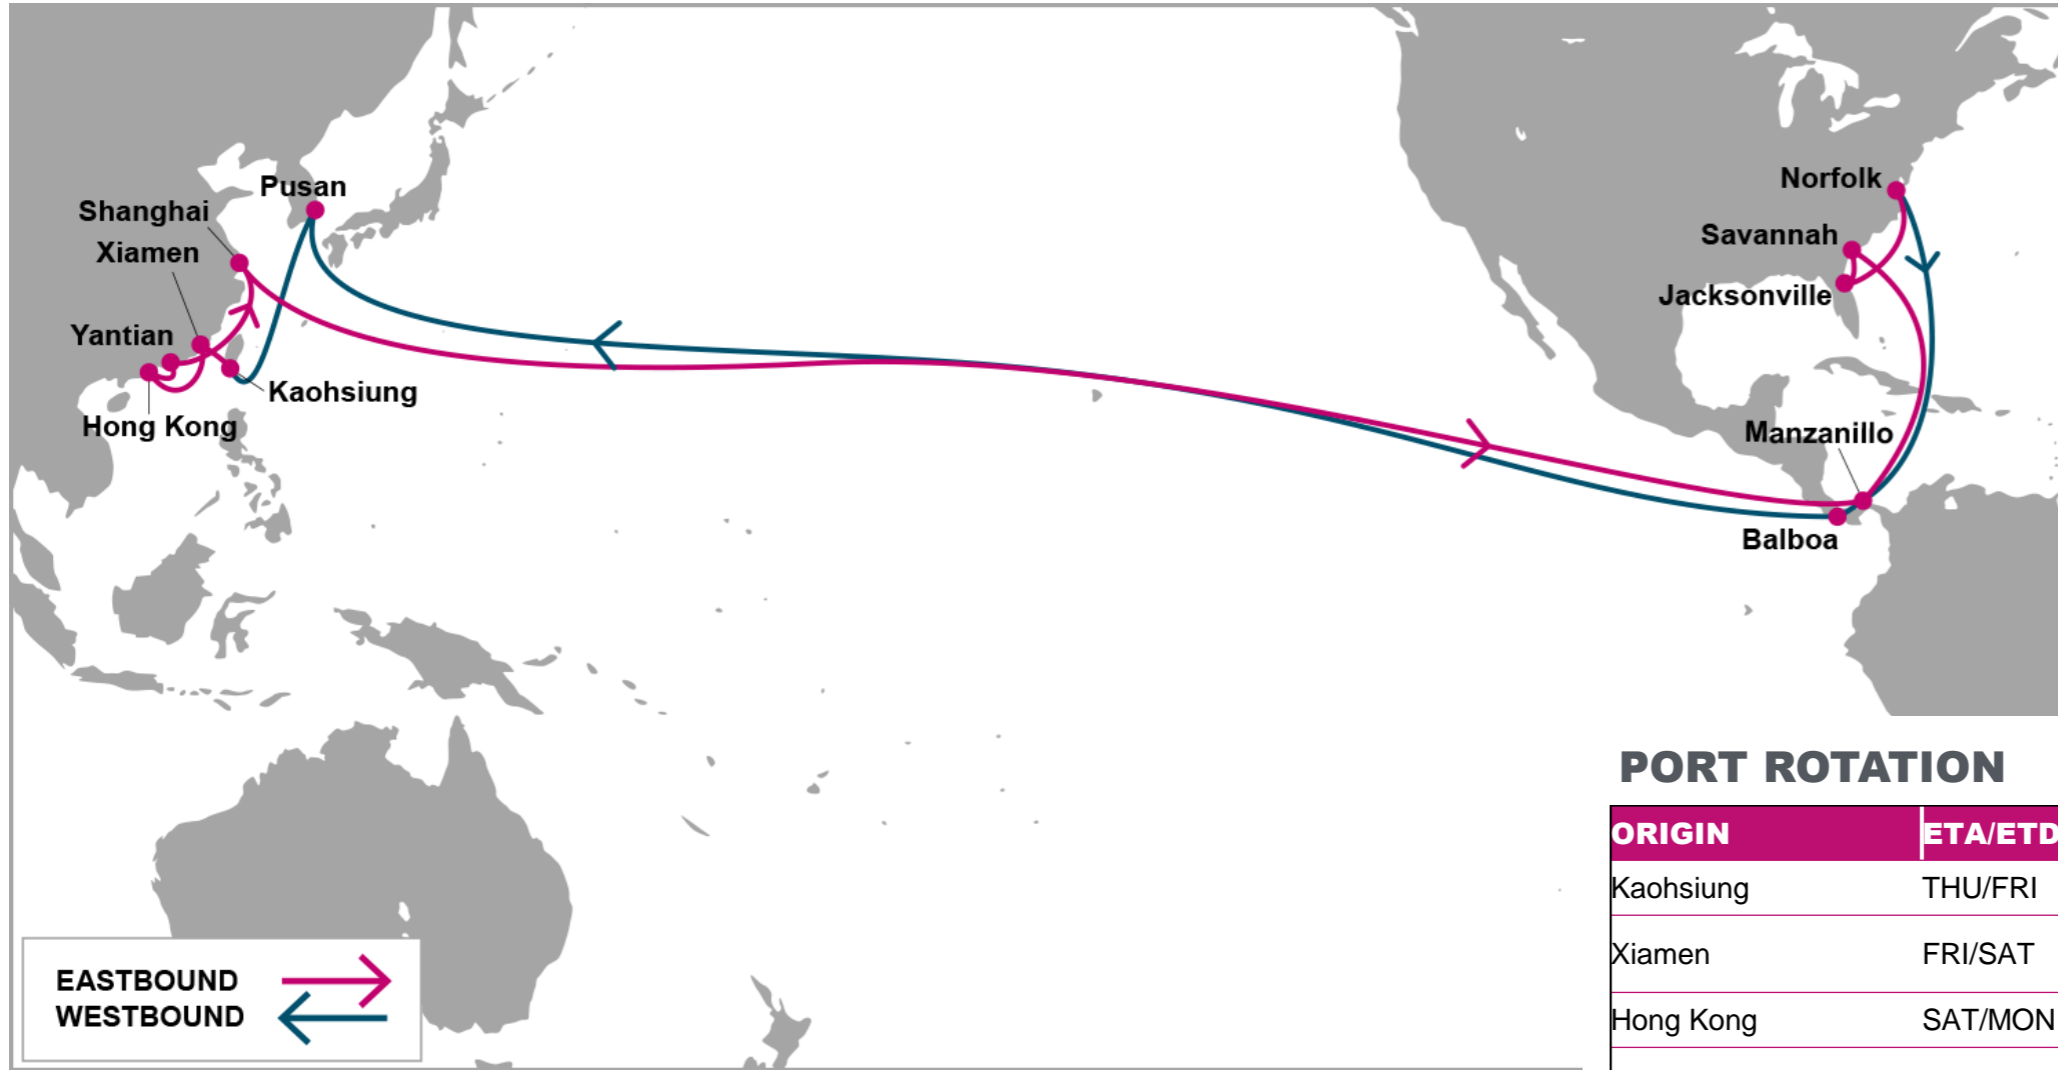 Pusan
Shanghai
Xiamen
Yantian
Kaohsiung
Hong Kong
Norfolk
Savannah
Jacksonville
Manzanillo
Balboa
EASTBOUND
WESTBOUND
PORT ROTATION
ORIGIN ETA/ETD
Kaohsiung THU/FRI
Xiamen FRI/SAT
Hong Kong SAT/MON